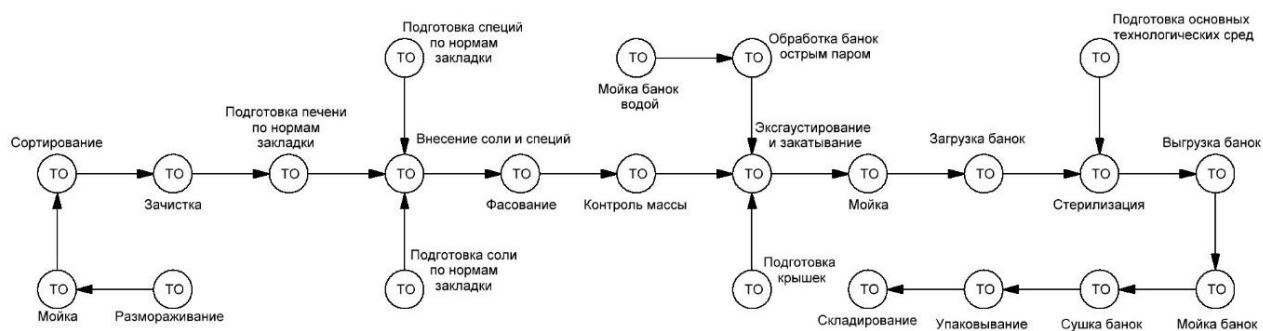 Подготовка специй
по нормам
закладки
ТО
Мойка банок
водой
ТО
Обработка банок
острым паром
ТО
Подготовка основных
технологических сред
ТО
Сортирование
ТО
Зачистка
ТО
Подготовка печени
по нормам
закладки
ТО
Внесение соли и специй
ТО
Фасование
ТО
Контроль массы
ТО
Эксгаустирование
и закатывание
ТО
Мойка
ТО
Загрузка банок
ТО
Стерилизация
ТО
Выгрузка банок
ТО
Мойка
ТО
Размораживание
ТО
Подготовка соли
по нормам
закладки
ТО
Подготовка
крышек
ТО
Складирование
ТО
Упаковывание
ТО
Сушка банок
ТО
Мойка банок
ТО